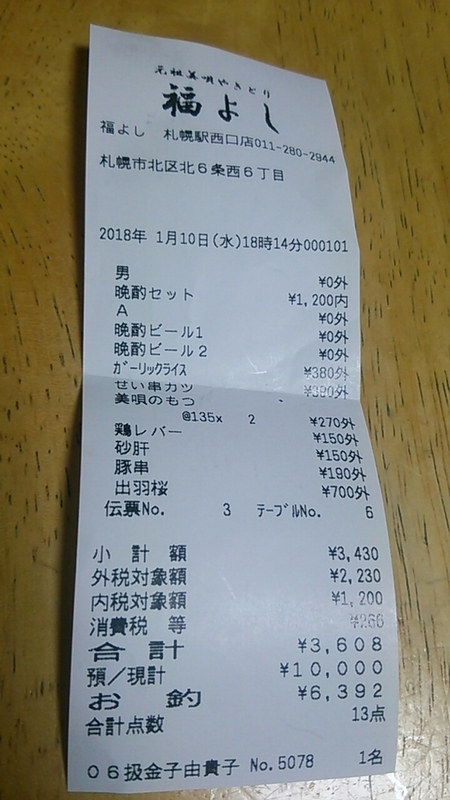 元祖美唄やきとり
福よし
福よし 札幌駅西口店011-280-2944
札幌市北区北6条西6丁目
2018年 1月10日(水)18時14分000101
男 ¥0外
晩酌セット ¥1,200内
A ¥0外
晩酌ビール1 ¥0外
晩酌ビール2 ¥0外
ガーリックライス ¥380外
せい串カツ ¥390外
美唄のもつ
@135x 2 ¥270外
鶏レバー ¥150外
砂肝 ¥150外
豚串 ¥190外
出羽桜 ¥700外
伝票No. 3 テーブルNo. 6
小計額 ¥3,430
外税対象額 ¥2,230
内税対象額 ¥1,200
消費税等 ¥266
合計 ¥3,608
預/現計 ¥10,000
お釣 ¥6,392
合計点数 13点
06扱金子由貴子 No.5078 1名